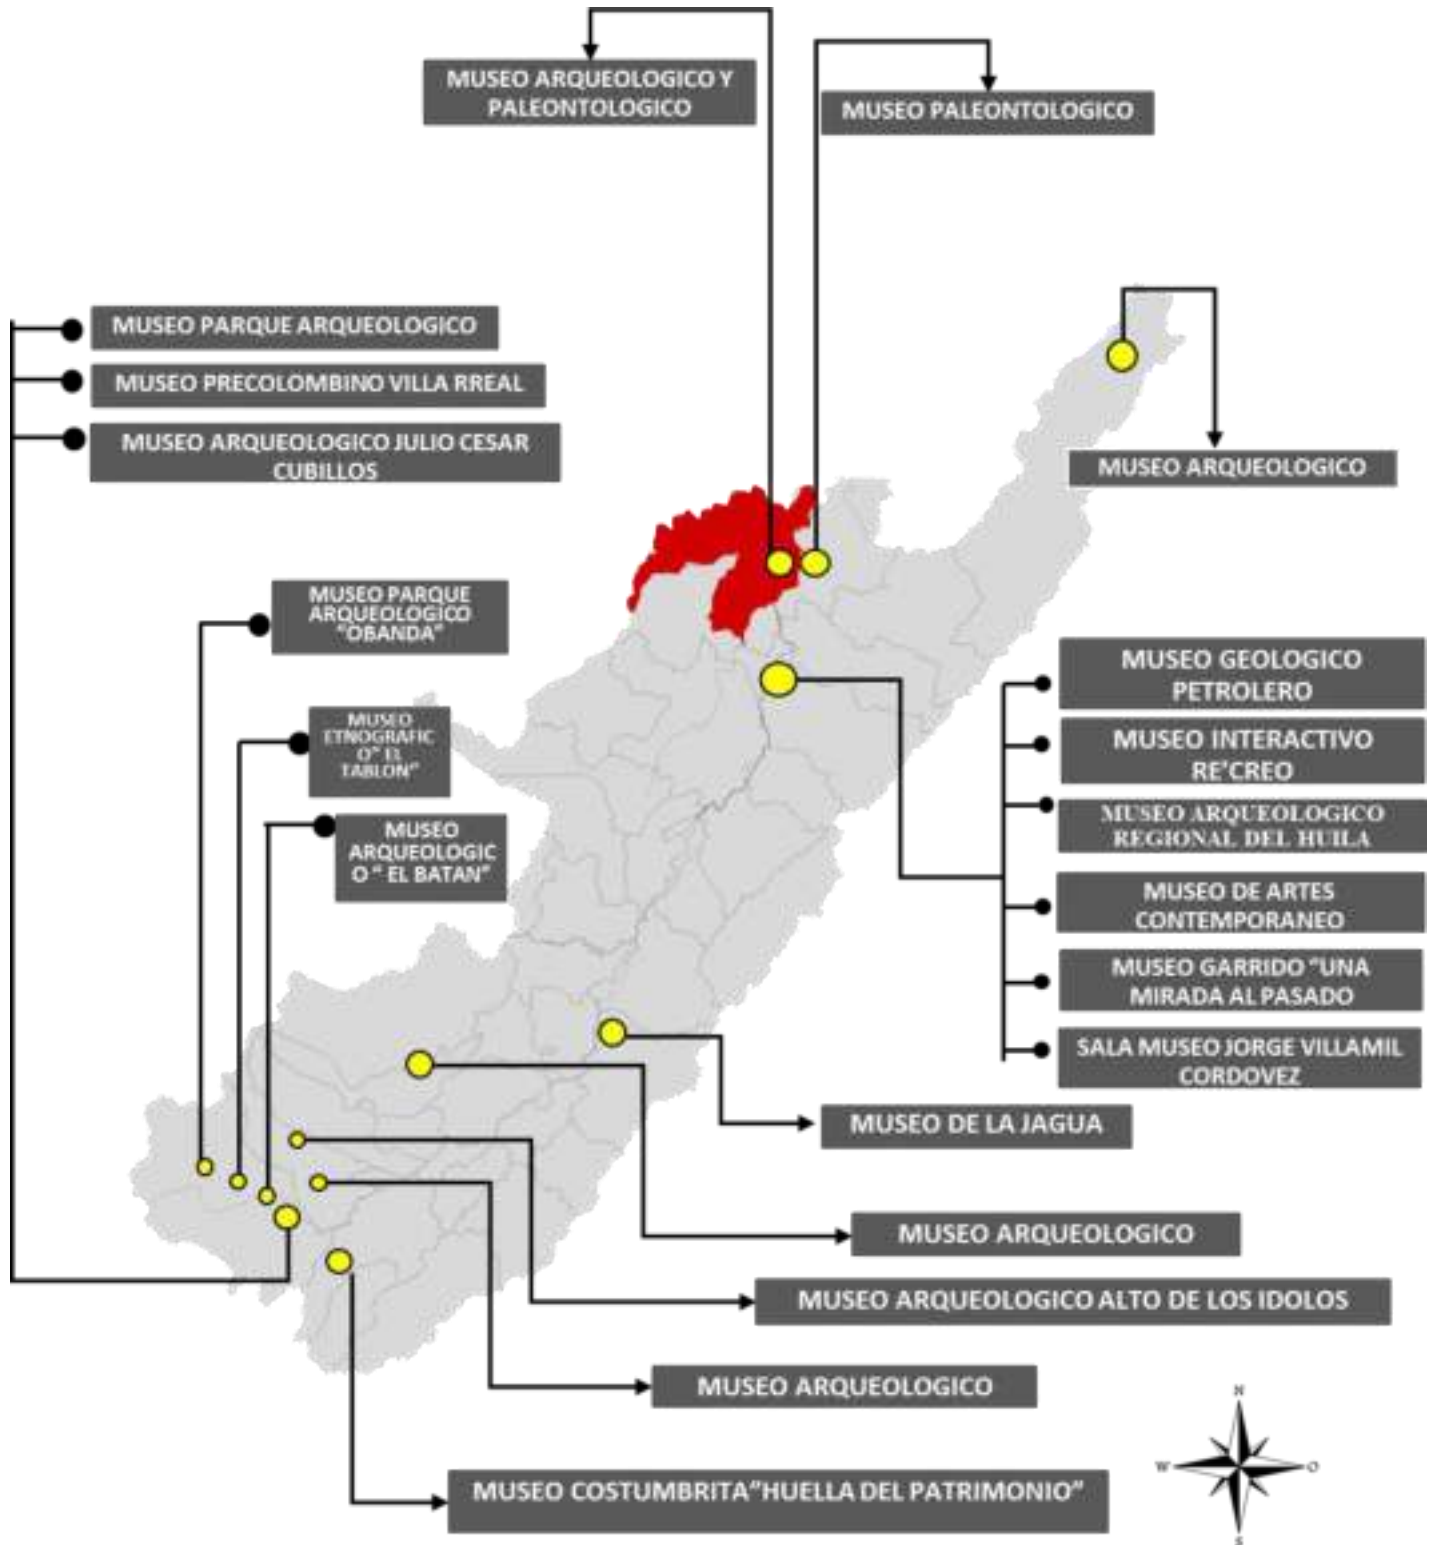 MUSEO ARQUEOLOGICO Y
PALEONTOLOGICO
MUSEO PALEONTOLOGICO
MUSEO PARQUE ARQUEOLOGICO
MUSEO PRECOLOMBINO VILLA RREAL
MUSEO ARQUEOLOGICO JULIO CESAR
CUBILLOS
MUSEO ARQUEOLOGICO
MUSEO PARQUE
ARQUEOLOGICO
"OBANDA"
MUSEO
ETNOGRAFIC
O" EL
TABLON"
MUSEO
ARQUEOLOGIC
O " EL BATAN"
MUSEO GEOLOGICO
PETROLERO
MUSEO INTERACTIVO
RE'CREO
MUSEO ARQUEOLOGICO
REGIONAL DEL HUILA
MUSEO DE ARTES
CONTEMPORANEO
MUSEO GARRIDO "UNA
MIRADA AL PASADO
SALA MUSEO JORGE VILLAMIL
CORDOVEZ
MUSEO DE LA JAGUA
MUSEO ARQUEOLOGICO
MUSEO ARQUEOLOGICO ALTO DE LOS IDOLOS
MUSEO ARQUEOLOGICO
MUSEO COSTUMBRITA"HUELLA DEL PATRIMONIO"
N
W
O
S